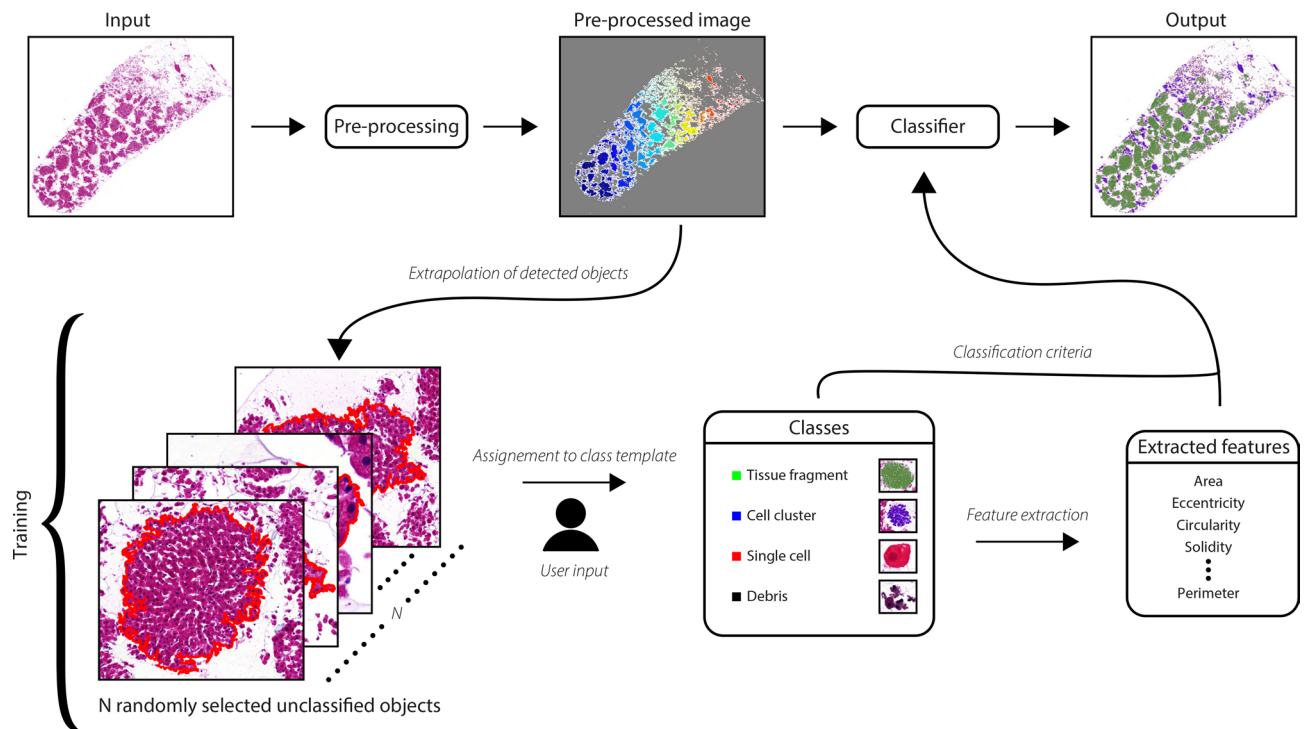 Input
Pre-processed image
Output
Pre-processing
Classifier
Extrapolation of detected objects
Classification criteria
Training
Assignement to class template
User input
N
N randomly selected unclassified objects
Classes
Tissue fragment
Cell cluster
Single cell
Debris
Feature extraction
Extracted features
Area
Eccentricity
Circularity
Solidity
Perimeter